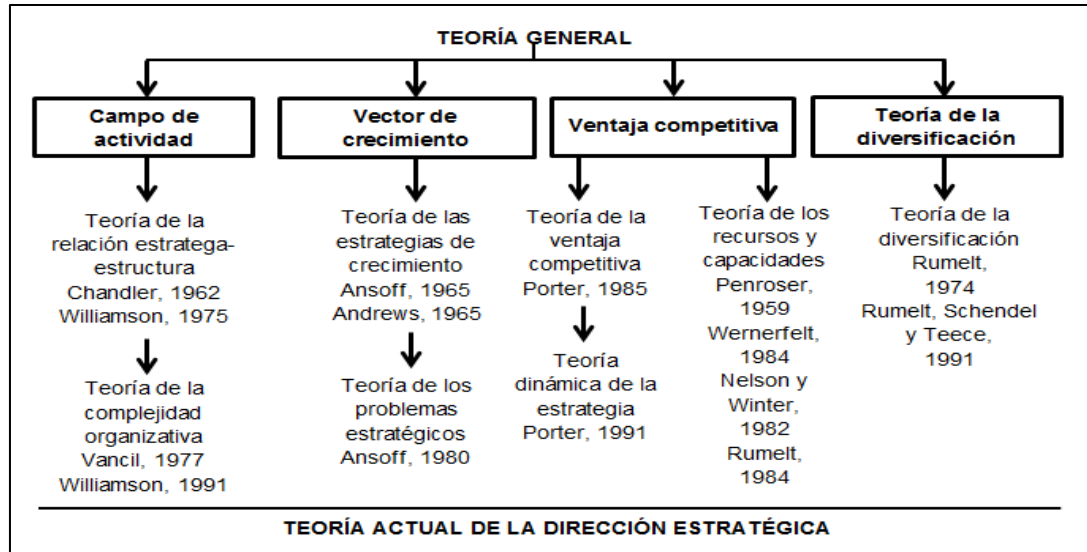 TEORÍA GENERAL
Campo de
actividad
Teoría de la
relación estratega-
estructura
Chandler, 1962
Williamson, 1975
Teoría de la
complejidad
organizativa
Vancil, 1977
Williamson, 1991
Vector de
crecimiento
Teoría de las
estrategias de
crecimiento
Ansoff, 1965
Andrews, 1965
Teoría de los
problemas
estratégicos
Ansoff, 1980
Ventaja competitiva
Teoría de la
ventaja
competitiva
Porter, 1985
Teoría
dinámica de la
estrategia
Porter, 1991
Teoría de los
recursos y
capacidades
Penroser,
1959
Wernerfelt,
1984
Nelson y
Winter,
1982
Rumelt,
1984
Teoría de la
diversificación
Teoría de la
diversificación
Rumelt,
1974
Rumelt, Schendel
y Teece,
1991
TEORÍA ACTUAL DE LA DIRECCIÓN ESTRATÉGICA